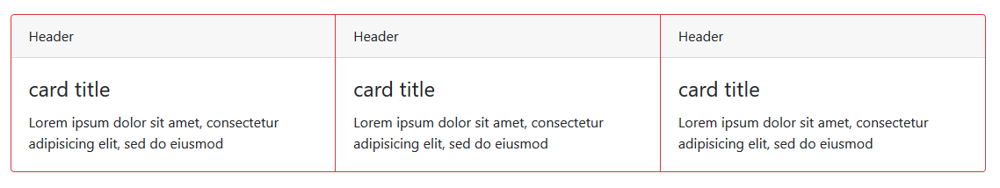 Header
Header
Header
card title
card title
card title
Lorem ipsum dolor sit amet, consectetur
adipisicing elit, sed do eiusmod
Lorem ipsum dolor sit amet, consectetur
adipisicing elit, sed do eiusmod
Lorem ipsum dolor sit amet, consectetur
adipisicing elit, sed do eiusmod